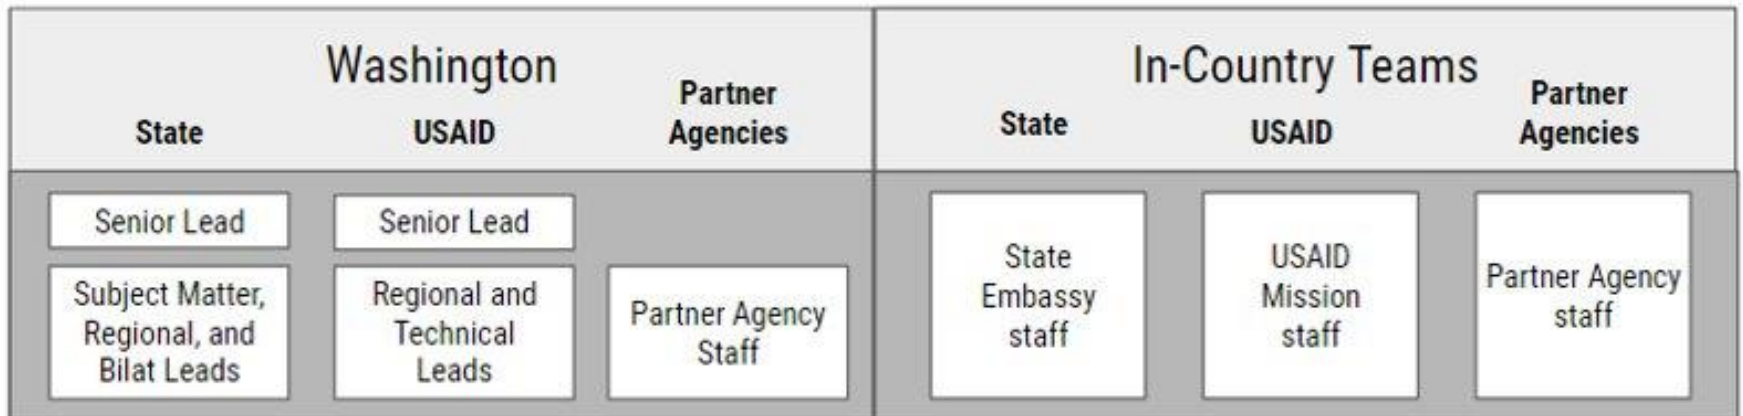 Washington
State
USAID
Partner
Agencies
In-Country Teams
State
USAID
Partner
Agencies
Senior Lead
Subject Matter,
Regional, and
Bilat Leads
Senior Lead
Regional and
Technical
Leads
Partner Agency
Staff
State
Embassy
staff
USAID
Mission
staff
Partner Agency
staff